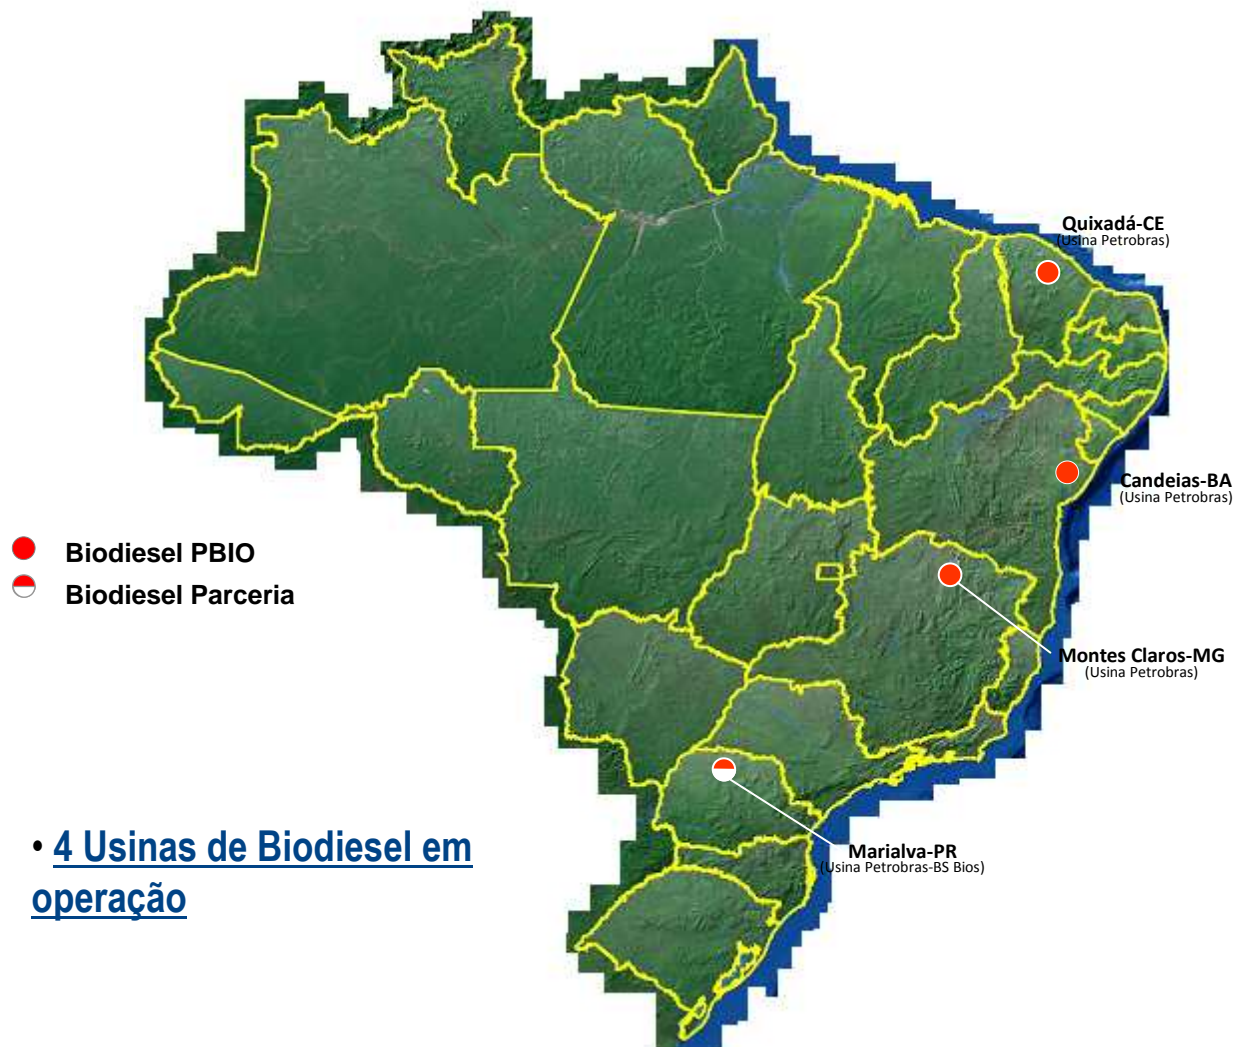 Quixadá-CE
(Usina Petrobras)
Candeias-BA
(Usina Petrobras)
Biodiesel PBIO
Biodiesel Parceria
Montes Claros-MG
(Usina Petrobras)
Marialva-PR
(Usina Petrobras-BS Bios)
• 4 Usinas de Biodiesel em
operação